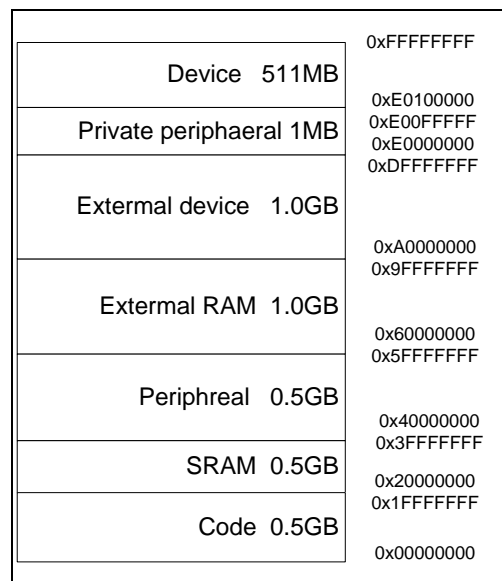 0xFFFFFFFF
Device 511MB
0xE0100000
Private periphaeral 1MB
0xE00FFFFF
0xE0000000
0xDFFFFFFF
Extermal device 1.0GB
0xA0000000
0x9FFFFFFF
Extermal RAM 1.0GB
0x60000000
0x5FFFFFFF
Periphreal 0.5GB
0x40000000
0x3FFFFFFF
SRAM 0.5GB
0x20000000
0x1FFFFFFF
Code 0.5GB
0x00000000